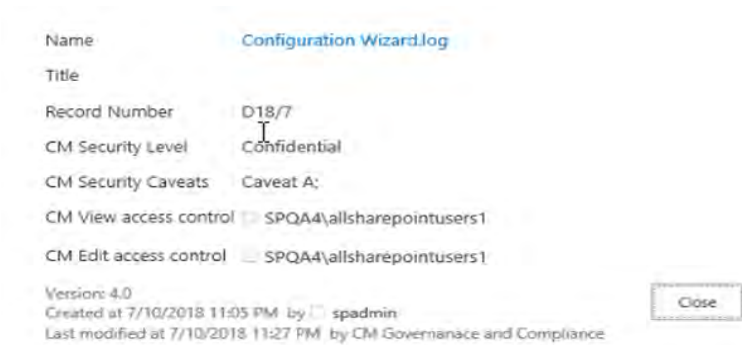 Name Configuration Wizard.log
Title
Record Number D18/7
CM Security Level Confidential
CM Security Caveats Caveat A;
CM View access control SPQA4\allsharepointusers1
CM Edit access control SPQA4\allsharepointusers1
Version: 4.0
Created at 7/10/2018 11:05 PM by spadmin
Close
Last modified at 7/10/2018 11:27 PM by CM Governanace and Compliance